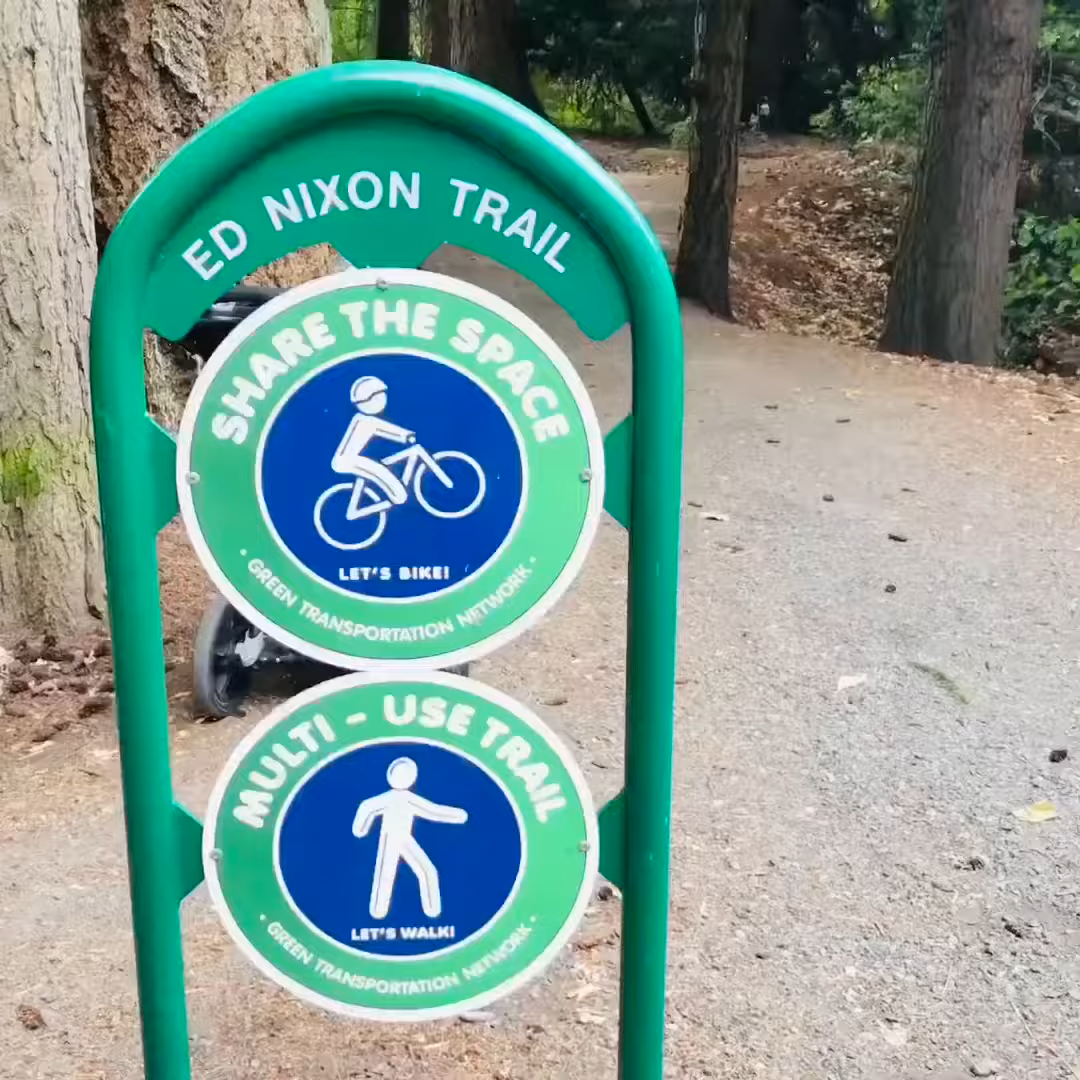 ED NIXON TRAIL
SHARE THE SPACE
LET'S BIKE!
• GREEN TRANSPORTATION NETWORK •
MULTI - USE TRAIL
LET'S WALK!
• GREEN TRANSPORTATION NETWORK •